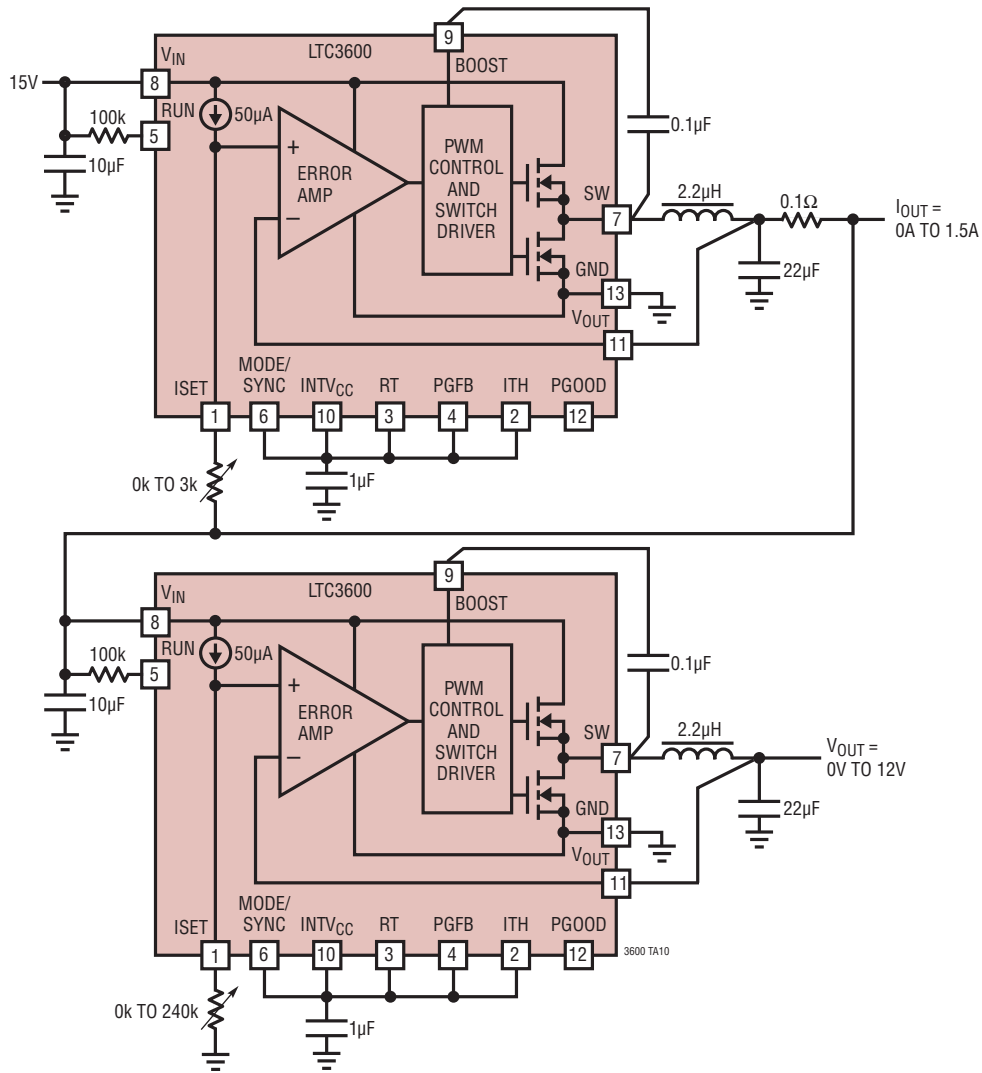 LTC3600
9
BOOST
VIN
15V
8
RUN
50µA
100k
5
10µF
+
ERROR
AMP
–
PWM
CONTROL
AND
SWITCH
DRIVER
0.1µF
SW
7
2.2µH
0.1Ω
IOUT =
0A TO 1.5A
22µF
GND
13
VOUT
11
ISET
MODE/
SYNC
INTVCC
RT
PGFB
ITH
PGOOD
1
6
10
3
4
2
12
0k TO 3k
1µF
LTC3600
9
BOOST
VIN
8
RUN
50µA
100k
5
10µF
+
ERROR
AMP
–
PWM
CONTROL
AND
SWITCH
DRIVER
0.1µF
SW
7
2.2µH
VOUT =
0V TO 12V
22µF
GND
13
VOUT
11
ISET
MODE/
SYNC
INTVCC
RT
PGFB
ITH
PGOOD
1
6
10
3
4
2
12
3600 TA10
0k TO 240k
1µF